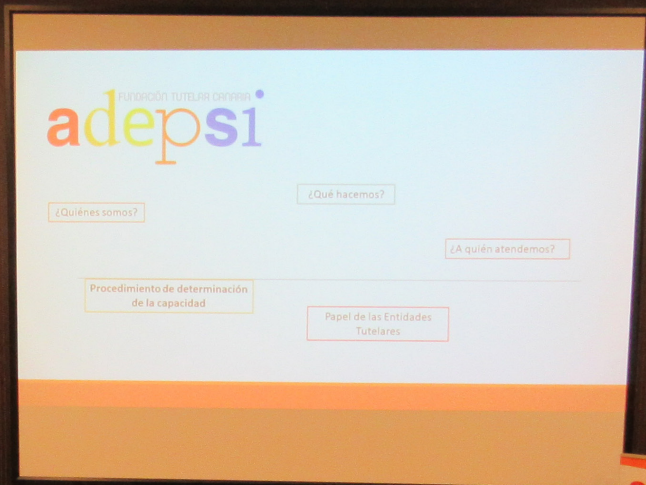 FUNDACIÓN TUTELAR CANARIA
adepsi
¿Qué hacemos?
¿Quiénes somos?
¿A quién atendemos?
Procedimiento de determinación
de la capacidad
Papel de las Entidades
Tutelares